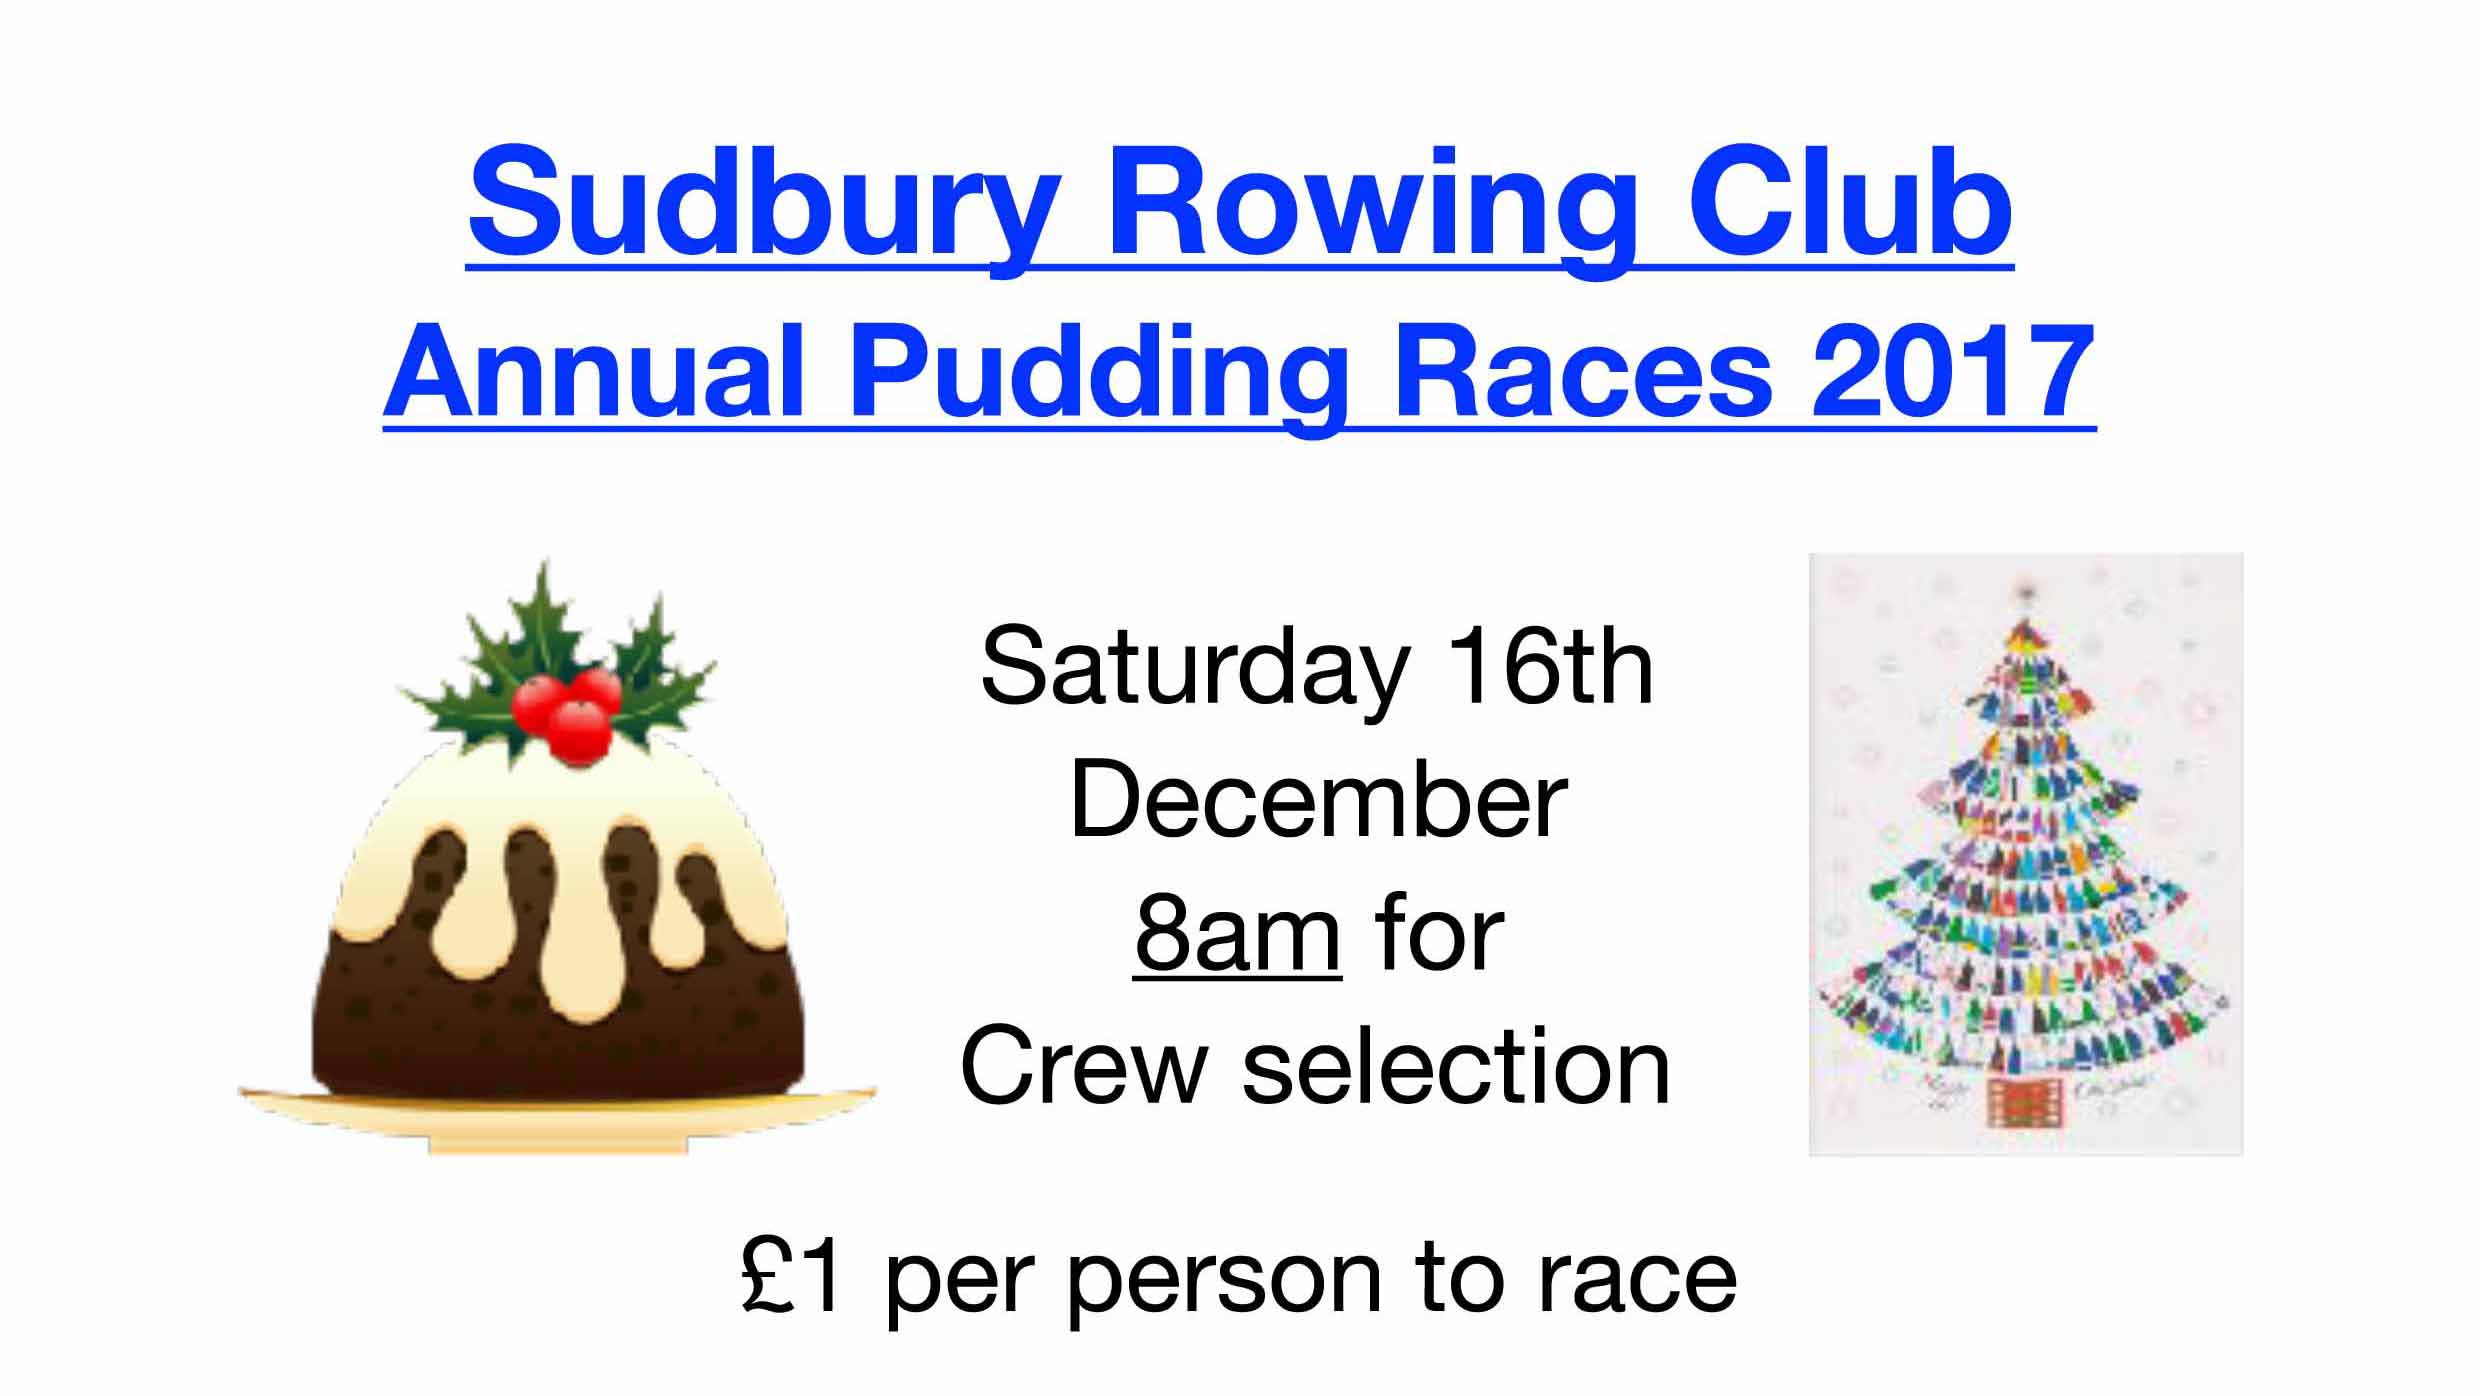 Sudbury Rowing Club
Annual Pudding Races 2017
Saturday 16th
December
8am for
Crew selection
£1 per person to race